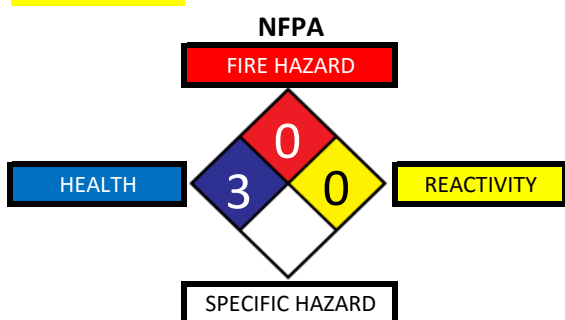 NFPA
FIRE HAZARD
0
HEALTH
3
0
REACTIVITY
SPECIFIC HAZARD